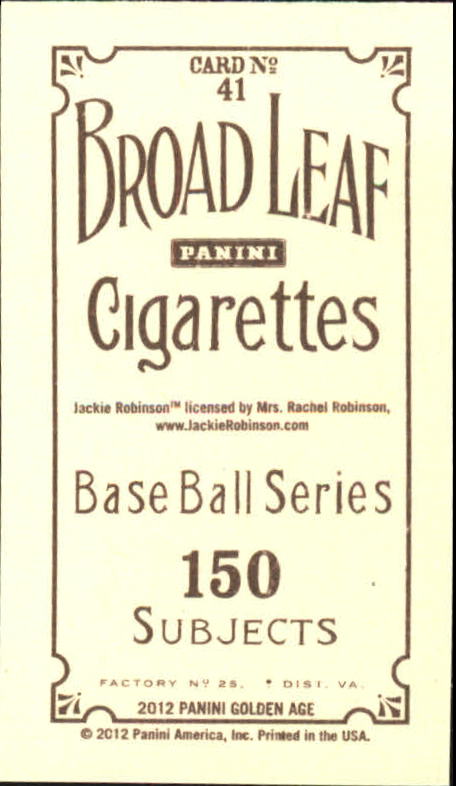 CARD Nº
41
BROAD LEAF
PANINI
Cigarettes
Jackie Robinson™ licensed by Mrs. Rachel Robinson,
www.JackieRobinson.com
Base Ball Series
150
SUBJECTS
FACTORY Nº 25, DIST. VA.
2012 PANINI GOLDEN AGE
© 2012 Panini America, Inc. Printed in the USA.